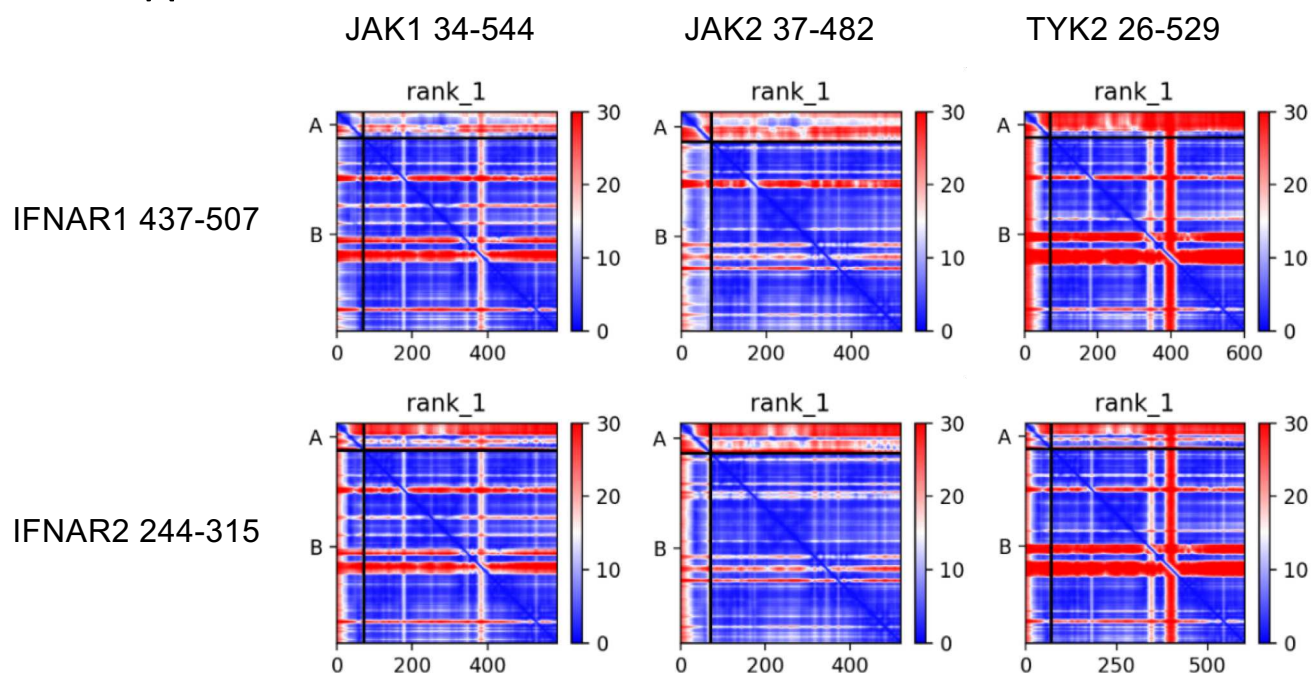 JAK1 34-544 JAK2 37-482 TYK2 26-529
rank_1 rank_1 rank_1
IFNAR1 437-507
A B 0 200 400 30 20 10 0
A B 0 200 400 30 20 10 0
A B 0 200 400 600 30 20 10 0
rank_1 rank_1 rank_1
IFNAR2 244-315
A B 0 200 400 30 20 10 0
A B 0 200 400 30 20 10 0
A B 0 250 500 30 20 10 0